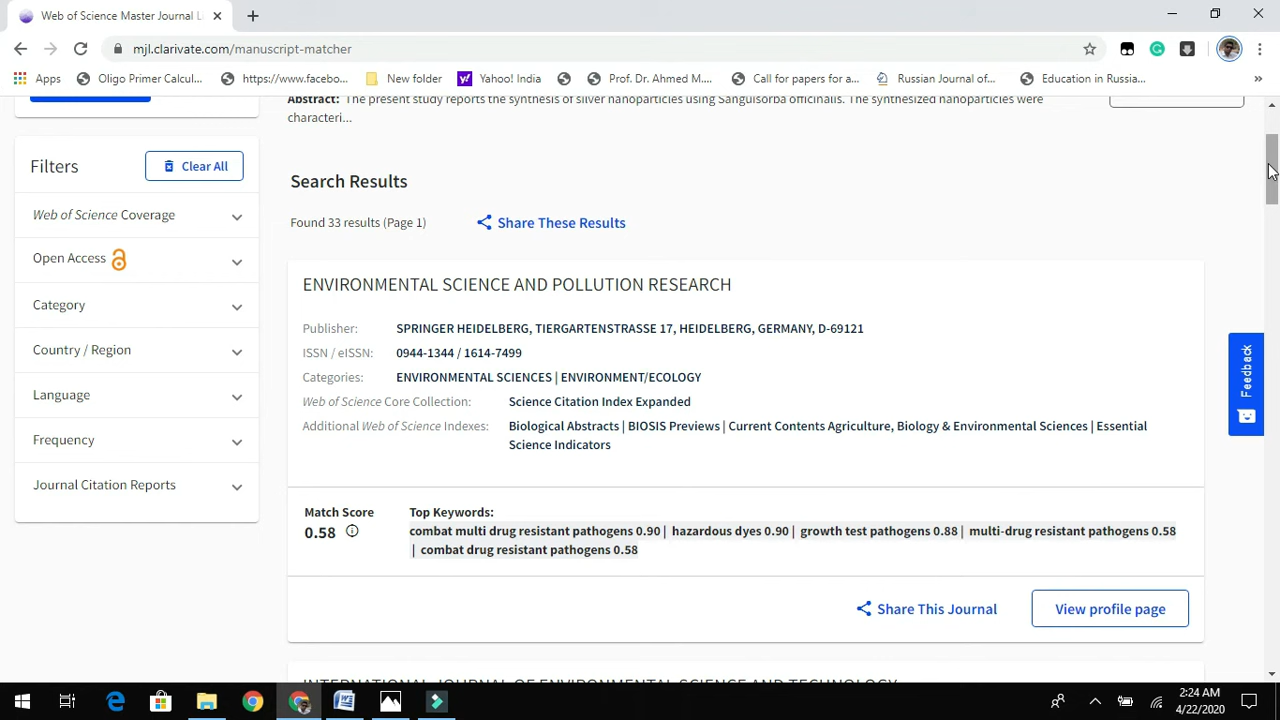 Web of Science Master Journal L
mjl.clarivate.com/manuscript-matcher
Apps
Oligo Primer Calcul...
https://www.facebo...
New folder
Yahoo! India
Prof. Dr. Ahmed M....
Call for papers for a...
Russian Journal of...
Education in Russia...
»
Abstract: The present study reports the synthesis of silver nanoparticles using Sanguisorba officinalis. The synthesized nanoparticles were
characteri...
Filters
Clear All
Web of Science Coverage
Open Access
Category
Country / Region
Language
Frequency
Journal Citation Reports
Search Results
Found 33 results (Page 1)
Share These Results
ENVIRONMENTAL SCIENCE AND POLLUTION RESEARCH
Publisher: SPRINGER HEIDELBERG, TIERGARTENSTRASSE 17, HEIDELBERG, GERMANY, D-69121
ISSN / eISSN: 0944-1344 / 1614-7499
Categories: ENVIRONMENTAL SCIENCES | ENVIRONMENT/ECOLOGY
Web of Science Core Collection: Science Citation Index Expanded
Additional Web of Science Indexes: Biological Abstracts | BIOSIS Previews | Current Contents Agriculture, Biology & Environmental Sciences | Essential
Science Indicators
Match Score
0.58
Top Keywords:
combat multi drug resistant pathogens 0.90 | hazardous dyes 0.90 | growth test pathogens 0.88 | multi-drug resistant pathogens 0.58
| combat drug resistant pathogens 0.58
Share This Journal
View profile page
INTERNATIONAL JOURNAL OF ENVIRONMENTAL SCIENCE AND TECHNOLOGY
Feedback
2:24 AM
4/22/2020